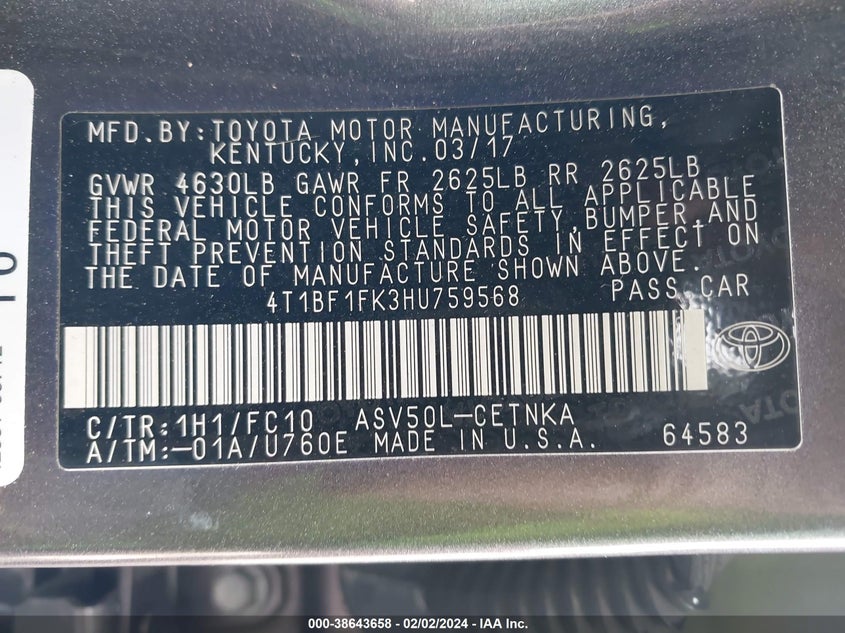 MFD.BY:TOYOTA MOTOR MANUFACTURING,
KENTUCKY,INC.03/17
GVWR 4630LB GAWR FR 2625LB RR 2625LB
THIS VEHICLE CONFORMS TO ALL APPLICABLE
FEDERAL MOTOR VEHICLE SAFETY,BUMPER,AND
THEFT PREVENTION STANDARDS IN EFFECT ON
THE DATE OF MANUFACTURE SHOWN ABOVE.
4T1BF1FK3HU759568 PASS.CAR
C/TR:1H1/FC10 ASV50L-CETNKA
A/TM:-01A/U760E MADE IN U.S.A. 64583
000-38643658 - 02/02/2024 - IAA Inc.